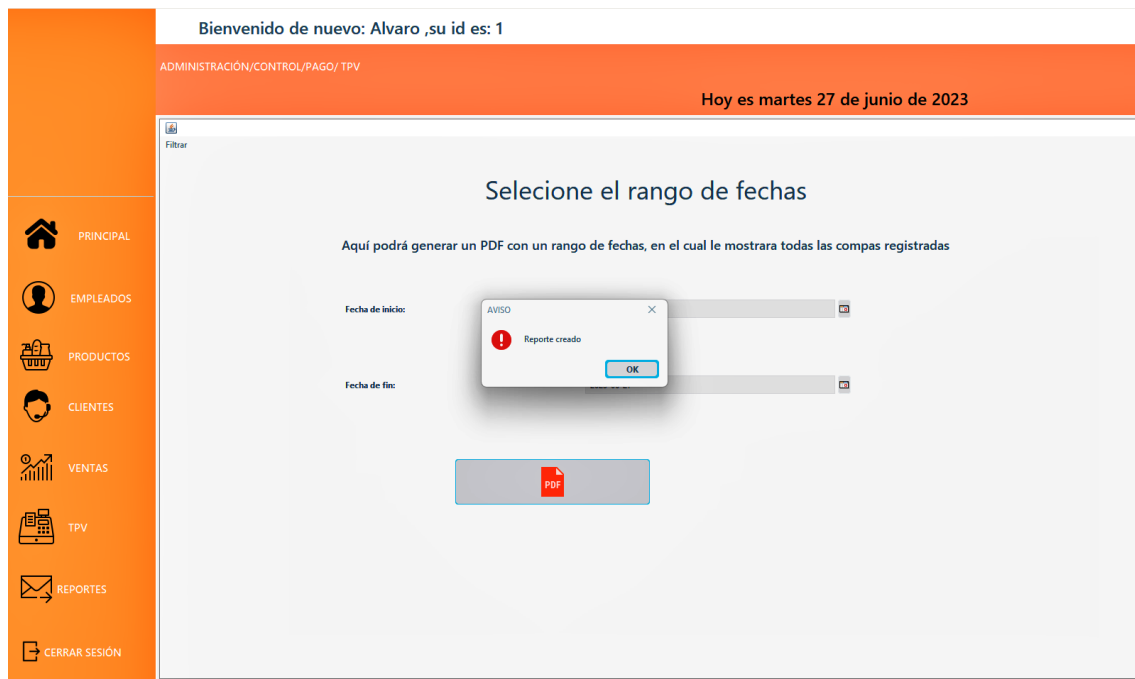 Bienvenido de nuevo: Alvaro ,su id es: 1
ADMINISTRACIÓN/CONTROL/PAGO/ TPV
Hoy es martes 27 de junio de 2023
Filtrar
Selecione el rango de fechas
Aquí podrá generar un PDF con un rango de fechas, en el cual le mostrara todas las compas registradas
Fecha de inicio:
AVISO
Reporte creado
OK
Fecha de fin:
PDF
PRINCIPAL
EMPLEADOS
PRODUCTOS
CLIENTES
VENTAS
TPV
REPORTES
CERRAR SESIÓN